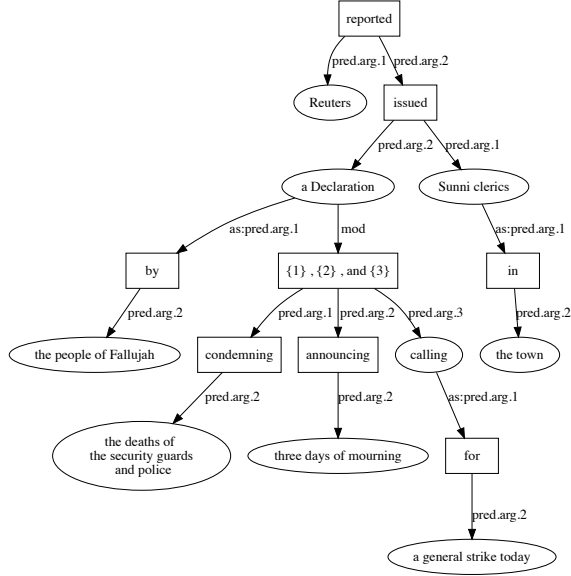 reported
pred.arg.1
pred.arg.2
Reuters
issued
pred.arg.2
pred.arg.1
a Declaration
Sunni clerics
as:pred.arg.1
mod
as:pred.arg.1
by
{1} , {2} , and {3}
in
pred.arg.2
pred.arg.1
pred.arg.2
pred.arg.3
pred.arg.2
the people of Fallujah
condemning
announcing
calling
the town
pred.arg.2
pred.arg.2
as:pred.arg.1
the deaths of
the security guards
and police
three days of mourning
for
pred.arg.2
a general strike today